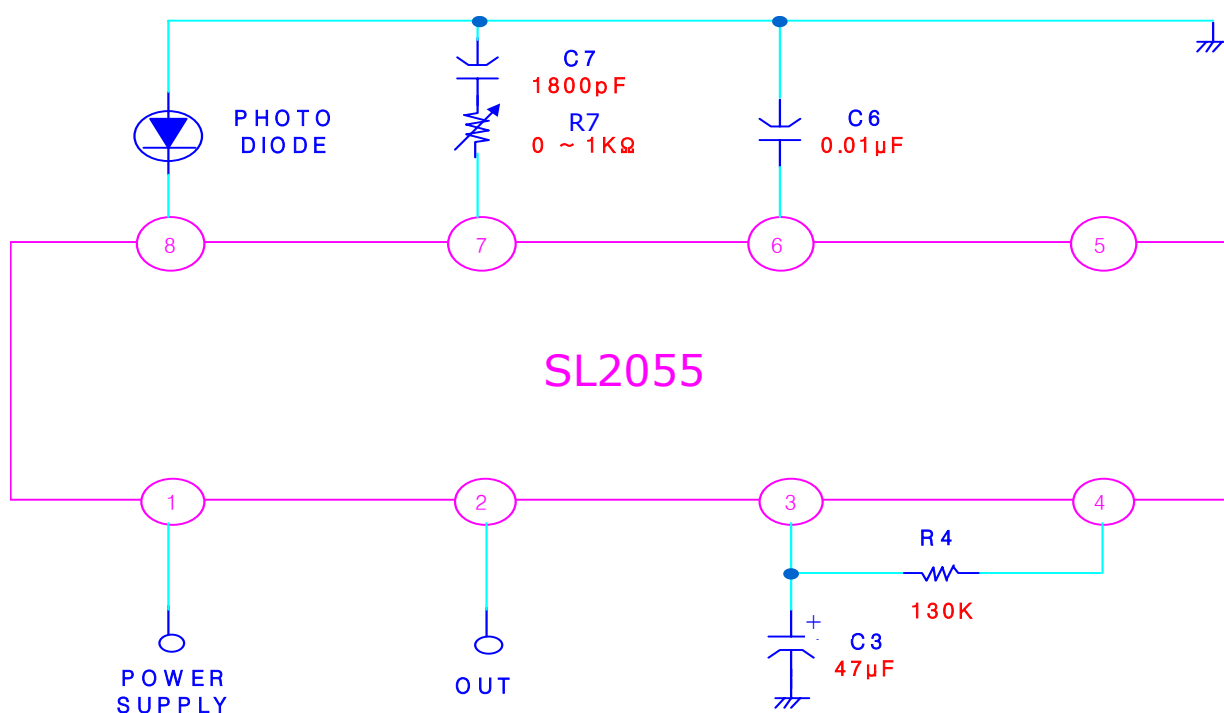 C7
1800pF
PHOTO
DIODE
R7
0 ~ 1KΩ
C6
0.01µF
8
7
6
5
SL2055
1
2
3
4
R4
130K
+
-
C3
47µF
POWER
SUPPLY
OUT